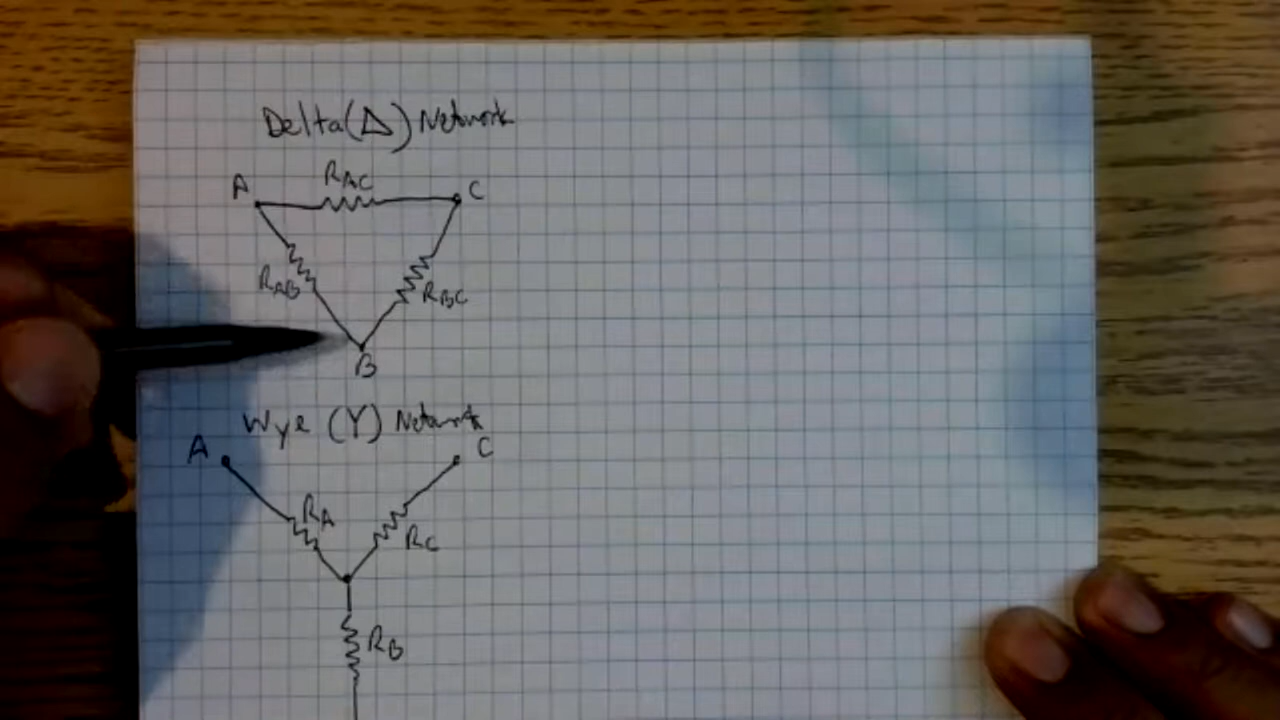 Delta (Δ) Network
A RAC C
RAB RBC
B
Wye (Y) Network
A C
RA
RC
RB